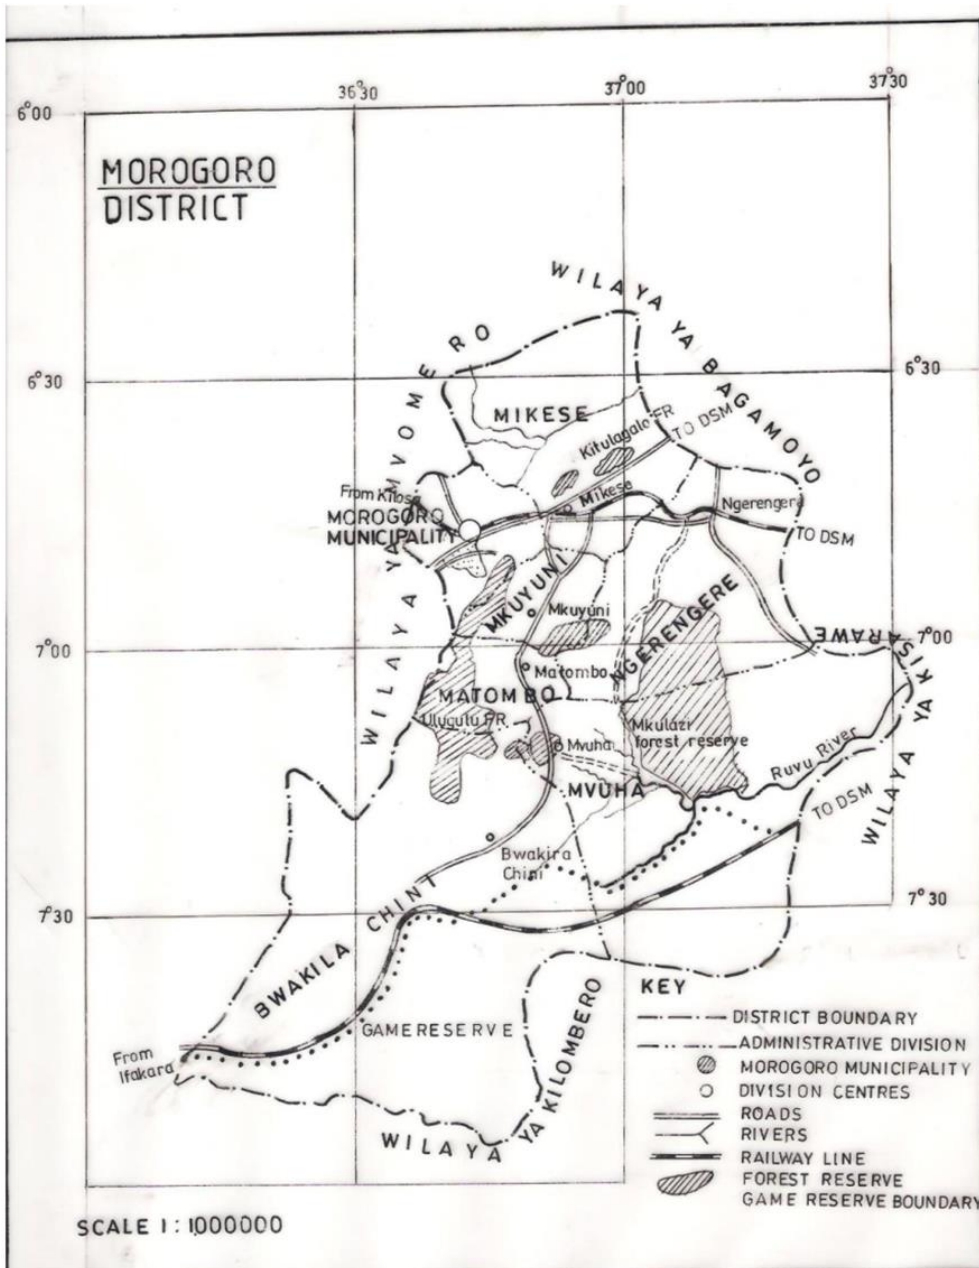 36°30
37°00
37°30
6°00
MOROGORO
DISTRICT
WILAYA YA BAGAMOYO
WILAYA YA MVOMERO
6°30
6°30
MIKESE
Kitulagalo FR
TO DSM
From Kilosa
Mikese
Ngerengere
MOROGORO
MUNICIPALITY
TO DSM
MKUYUNI
Mkuyuni
NGERENGERE
7°00
7°00
WILAYA YA KISARAWE
Matombo
MATOMBO
Ulugulu FR
Mkulazi
forest reserve
Mvuha
Ruvu River
MVUHA
TO DSM
Bwakira
Chini
7°30
7°30
BWAKILA CHINI
GAME RESERVE
From
Ifakara
WILAYA YA KILOMBERO
KEY
DISTRICT BOUNDARY
ADMINISTRATIVE DIVISION
MOROGORO MUNICIPALITY
DIVISION CENTRES
ROADS
RIVERS
RAILWAY LINE
FOREST RESERVE
GAME RESERVE BOUNDARY
SCALE 1:1000000